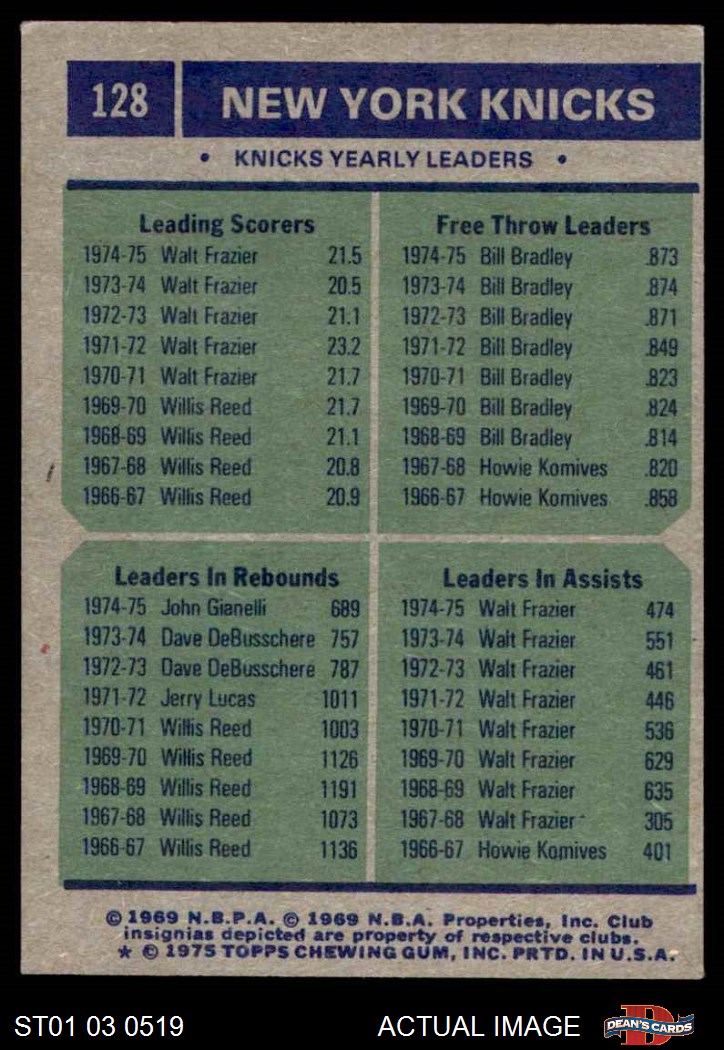 128 NEW YORK KNICKS
• KNICKS YEARLY LEADERS •
Leading Scorers
1974-75 Walt Frazier 21.5
1973-74 Walt Frazier 20.5
1972-73 Walt Frazier 21.1
1971-72 Walt Frazier 23.2
1970-71 Walt Frazier 21.7
1969-70 Willis Reed 21.7
1968-69 Willis Reed 21.1
1967-68 Willis Reed 20.8
1966-67 Willis Reed 20.9
Free Throw Leaders
1974-75 Bill Bradley .873
1973-74 Bill Bradley .874
1972-73 Bill Bradley .871
1971-72 Bill Bradley .849
1970-71 Bill Bradley .823
1969-70 Bill Bradley .824
1968-69 Bill Bradley .814
1967-68 Howie Komives .820
1966-67 Howie Komives .858
Leaders In Rebounds
1974-75 John Gianelli 689
1973-74 Dave DeBusschere 757
1972-73 Dave DeBusschere 787
1971-72 Jerry Lucas 1011
1970-71 Willis Reed 1003
1969-70 Willis Reed 1126
1968-69 Willis Reed 1191
1967-68 Willis Reed 1073
1966-67 Willis Reed 1136
Leaders In Assists
1974-75 Walt Frazier 474
1973-74 Walt Frazier 551
1972-73 Walt Frazier 461
1971-72 Walt Frazier 446
1970-71 Walt Frazier 536
1969-70 Walt Frazier 629
1968-69 Walt Frazier 635
1967-68 Walt Frazier 305
1966-67 Howie Komives 401
© 1969 N.B.P.A. © 1969 N.B.A. Properties, Inc. Club
insignias depicted are property of respective clubs.
* © 1975 TOPPS CHEWING GUM, INC. PRTD. IN U.S.A.
ST01 03 0519 ACTUAL IMAGE D DEAN'S CARDS